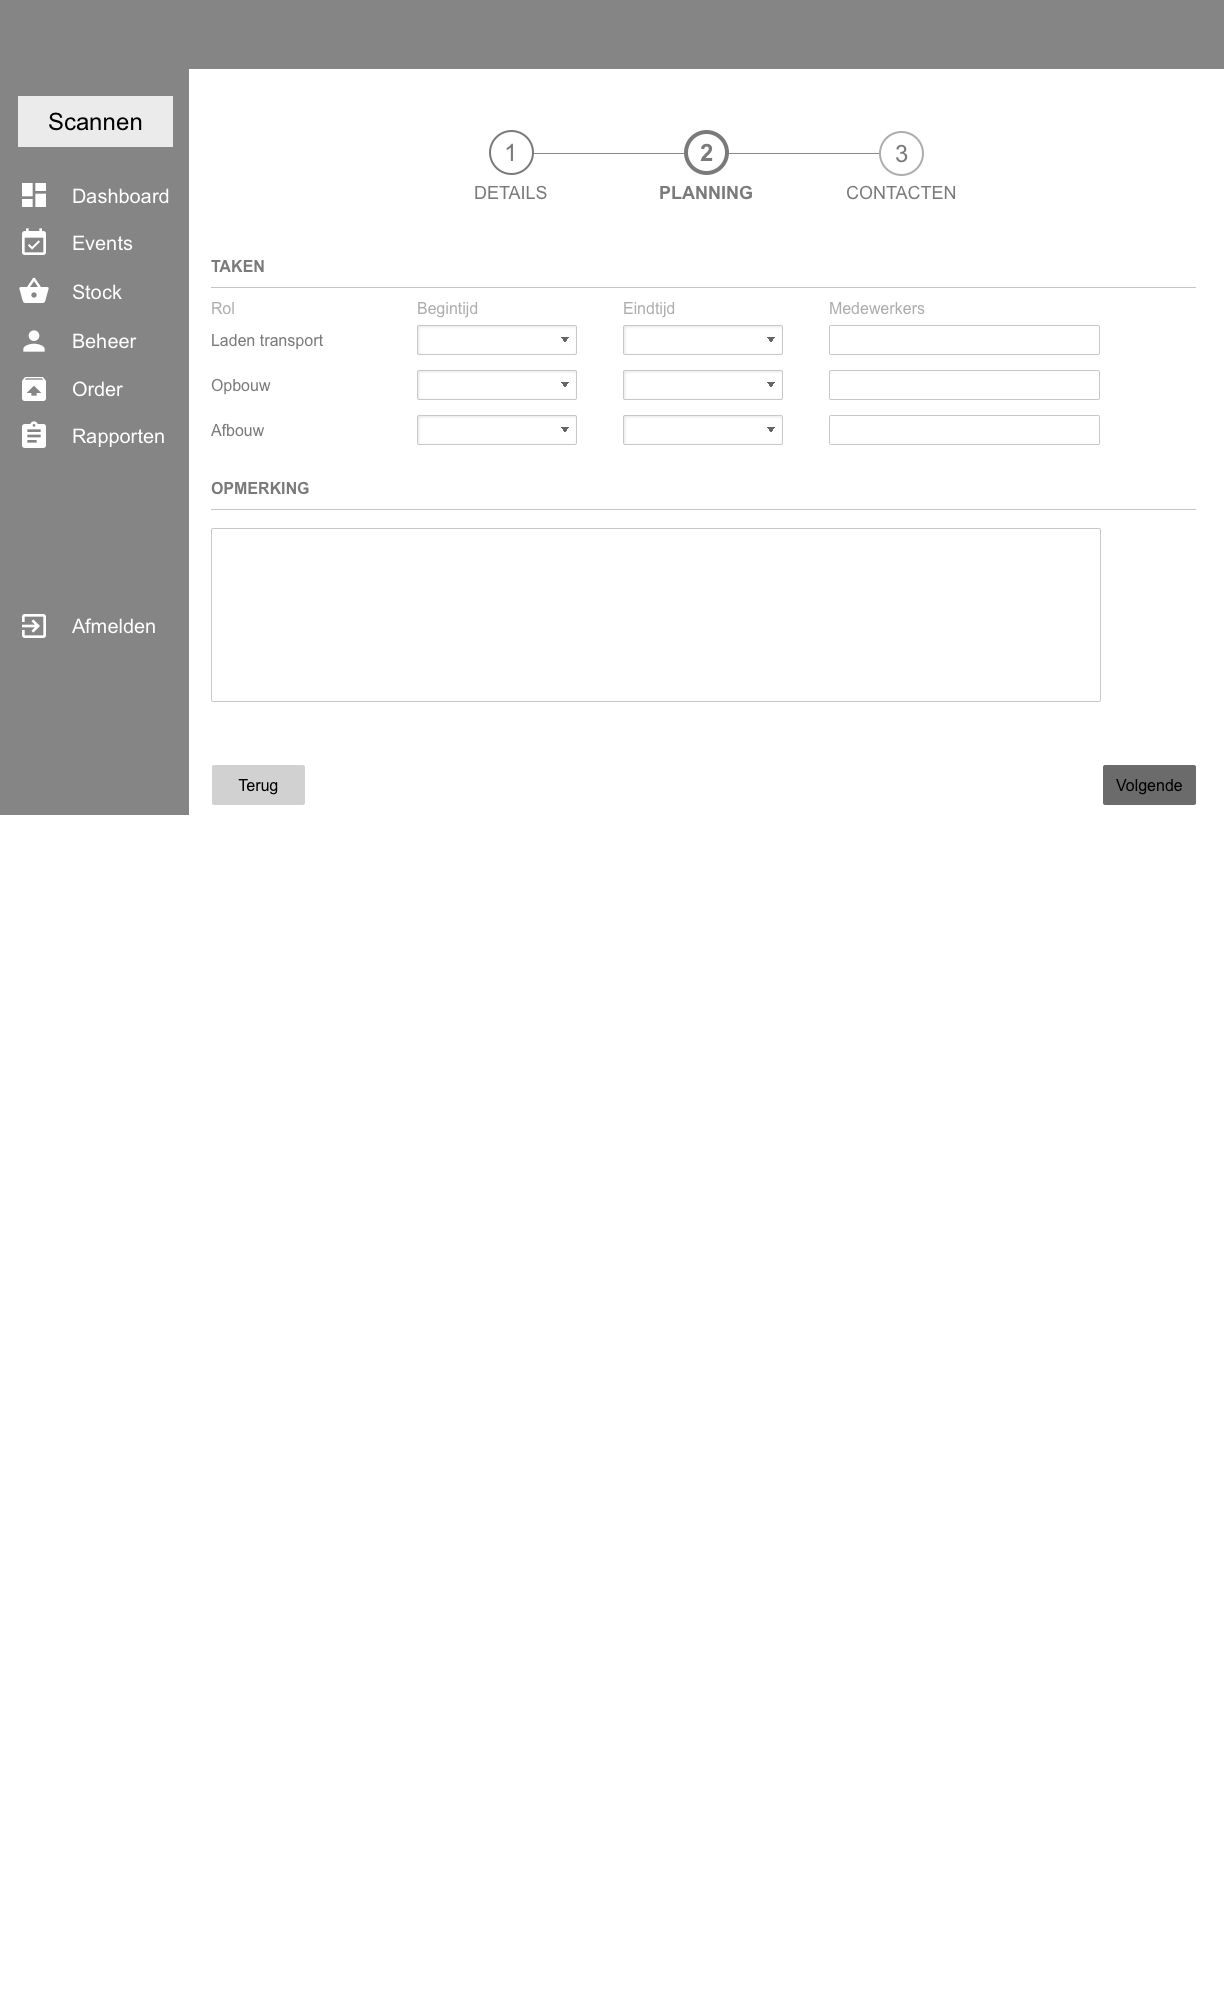 Scannen
Dashboard
Events
Stock
Beheer
Order
Rapporten
Afmelden
1 2 3
DETAILS PLANNING CONTACTEN
TAKEN
Rol Begintijd Eindtijd Medewerkers
Laden transport
Opbouw
Afbouw
OPMERKING
Terug Volgende